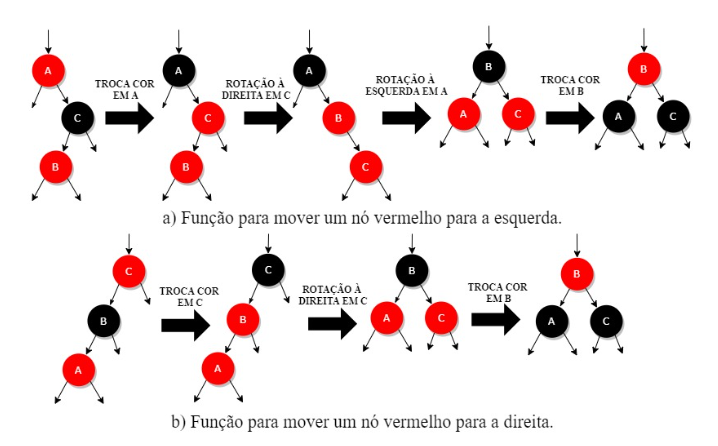 A
C
B
TROCA COR
EM A
A
C
B
ROTAÇÃO À
DIREITA EM C
A
B
C
ROTAÇÃO À
ESQUERDA EM A
B
A
C
TROCA COR
EM B
B
A
C
a) Função para mover um nó vermelho para a esquerda.
C
B
A
TROCA COR
EM C
C
B
A
ROTAÇÃO À
DIREITA EM C
B
A
C
TROCA COR
EM B
B
A
C
b) Função para mover um nó vermelho para a direita.